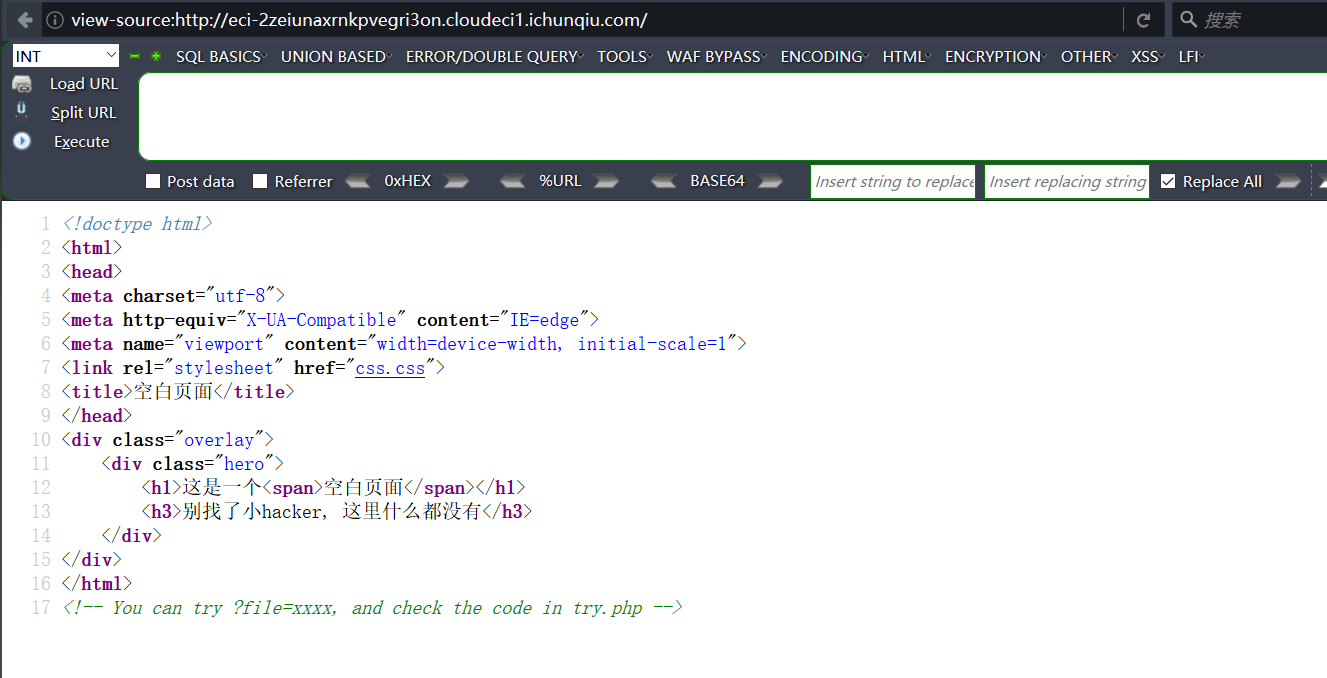 view-source:http://eci-2zeiunaxrnkpvegri3on.cloudeci1.ichunqiu.com/
搜索
INT
SQL BASICS
UNION BASED
ERROR/DOUBLE QUERY
TOOLS
WAF BYPASS
ENCODING
HTML
ENCRYPTION
OTHER
XSS
LFI
Load URL
Split URL
Execute
Post data
Referrer
0xHEX
%URL
BASE64
Insert string to replace
Insert replacing string
Replace All
1 <!doctype html>
2 <html>
3 <head>
4 <meta charset="utf-8">
5 <meta http-equiv="X-UA-Compatible" content="IE=edge">
6 <meta name="viewport" content="width=device-width, initial-scale=1">
7 <link rel="stylesheet" href="css.css">
8 <title>空白页面</title>
9 </head>
10 <div class="overlay">
11 <div class="hero">
12 <h1>这是一个<span>空白页面</span></h1>
13 <h3>别找了小hacker, 这里什么都没有</h3>
14 </div>
15 </div>
16 </html>
17 <!-- You can try ?file=xxxx, and check the code in try.php -->